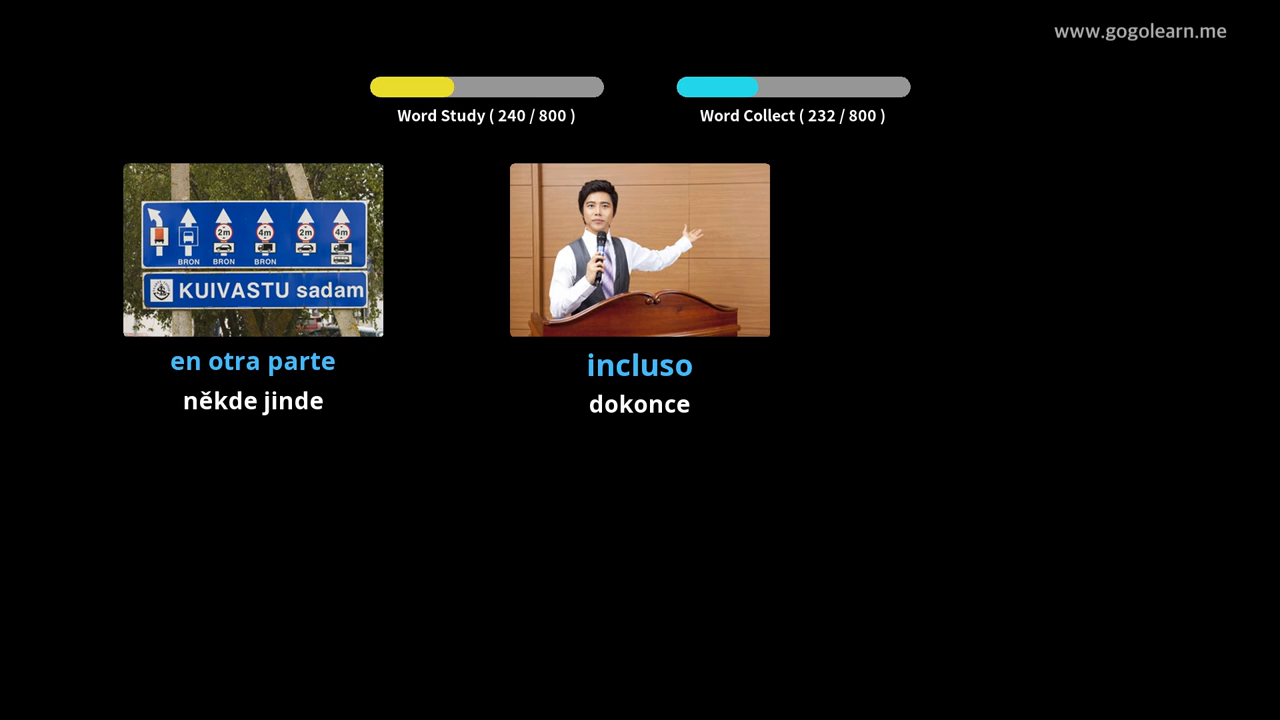 www.gogolearn.me
Word Study ( 240 / 800 )
Word Collect ( 232 / 800 )
2m 4m 2m 4m
BRON BRON BRON
KUIVASTU sadam
en otra parte
někde jinde
incluso
dokonce